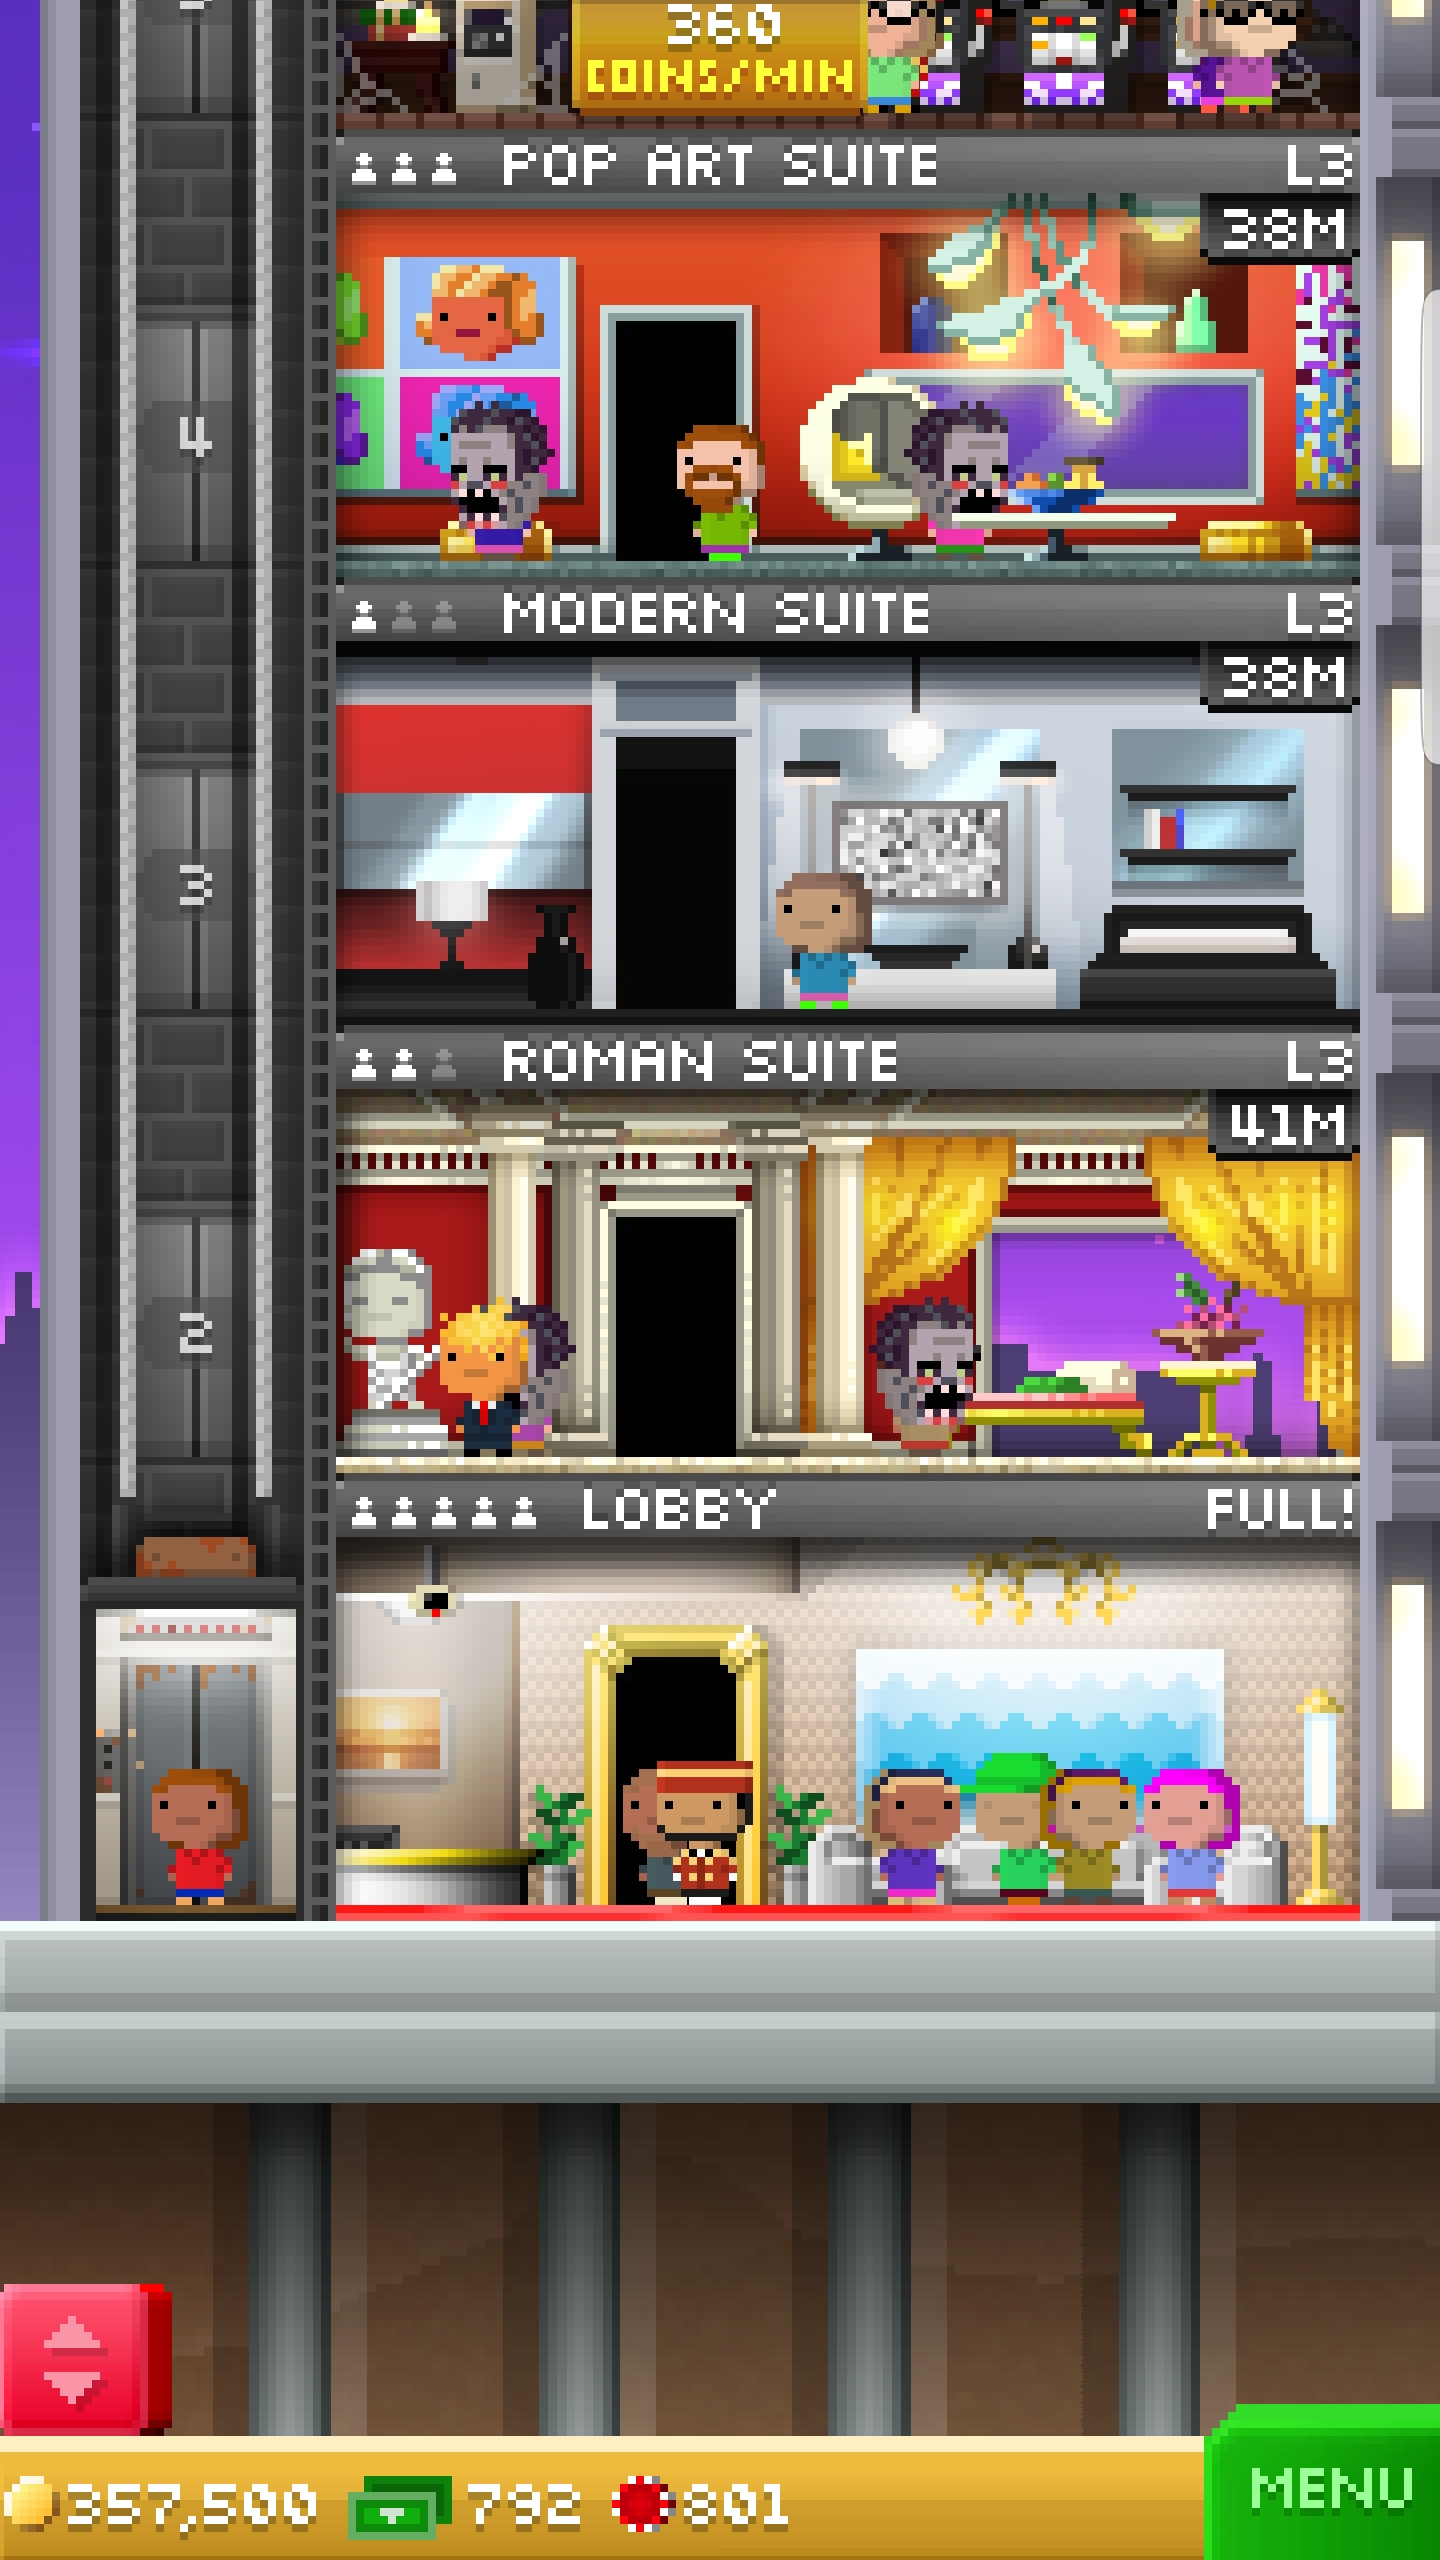 360
COINS/MIN
POP ART SUITE L3
38M
4
MODERN SUITE L3
38M
3
ROMAN SUITE L3
41M
2
LOBBY FULL!
357,500 792 801
MENU